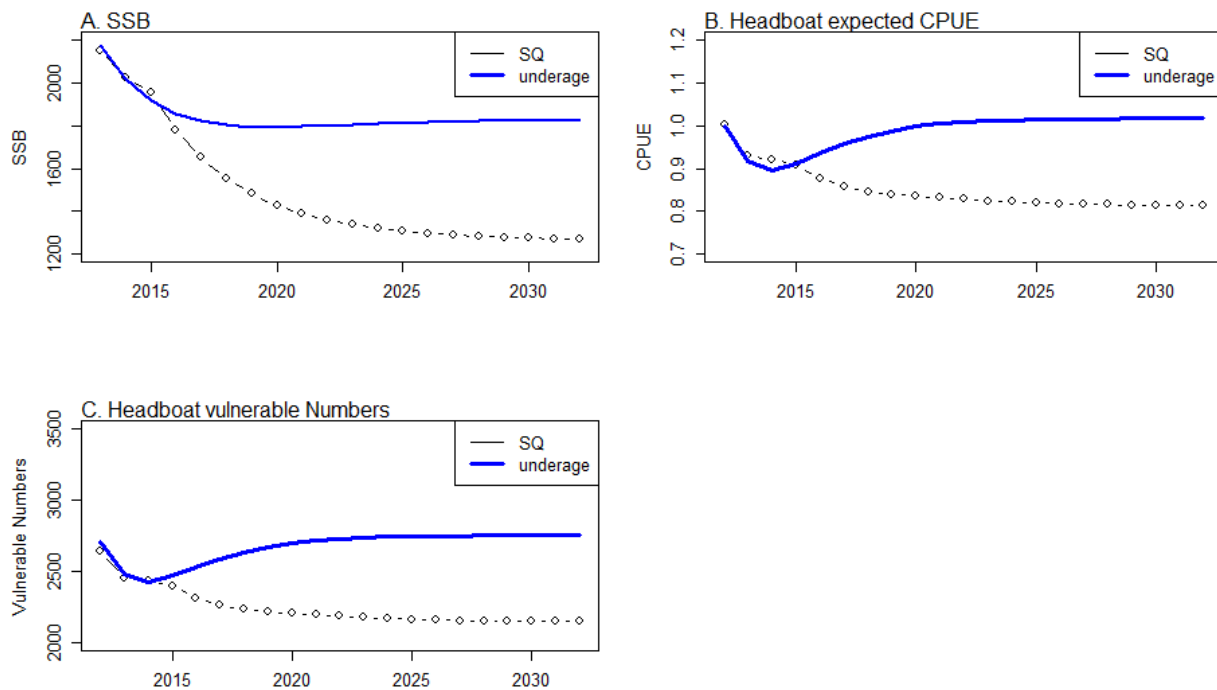 A. SSB
SSB
2000
1600
1200
2015 2020 2025 2030
SQ
underage
B. Headboat expected CPUE
CPUE
1.2
1.1
1.0
0.9
0.8
0.7
2015 2020 2025 2030
SQ
underage
C. Headboat vulnerable Numbers
Vulnerable Numbers
3500
3000
2500
2000
2015 2020 2025 2030
SQ
underage